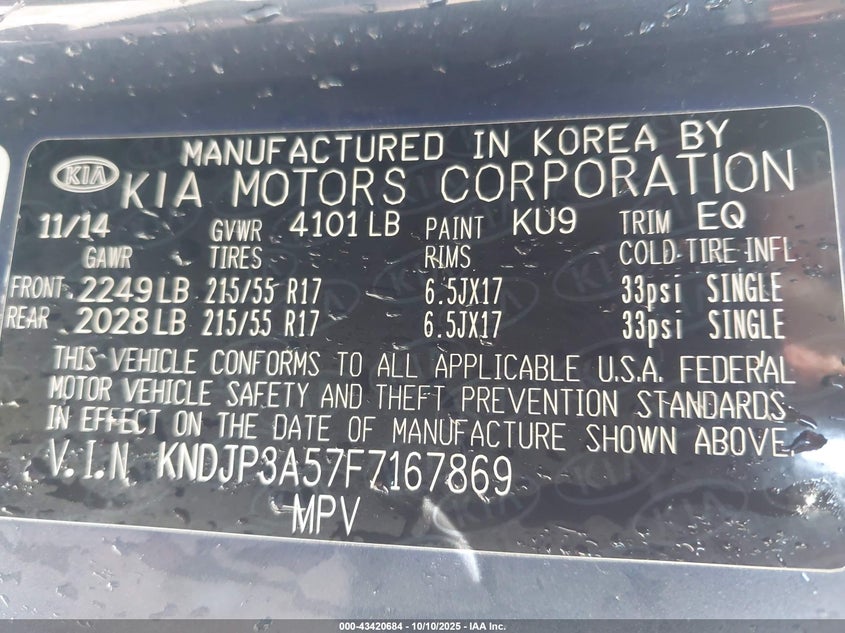 MANUFACTURED IN KOREA BY
KIA KIA MOTORS CORPORATION
11/14 GVWR 4101 LB PAINT KU9 TRIM EQ
GAWR TIRES RIMS COLD TIRE INFL
FRONT 2249 LB 215/55 R17 6.5JX17 33psi SINGLE
REAR 2028 LB 215/55 R17 6.5JX17 33psi SINGLE
THIS VEHICLE CONFORMS TO ALL APPLICABLE U.S.A. FEDERAL
MOTOR VEHICLE SAFETY AND THEFT PREVENTION STANDARDS
IN EFFECT ON THE DATE OF MANUFACTURE SHOWN ABOVE.
V.I.N KNDJP3A57F7167869
MPV
000-43420684 - 10/10/2025 - IAA Inc.